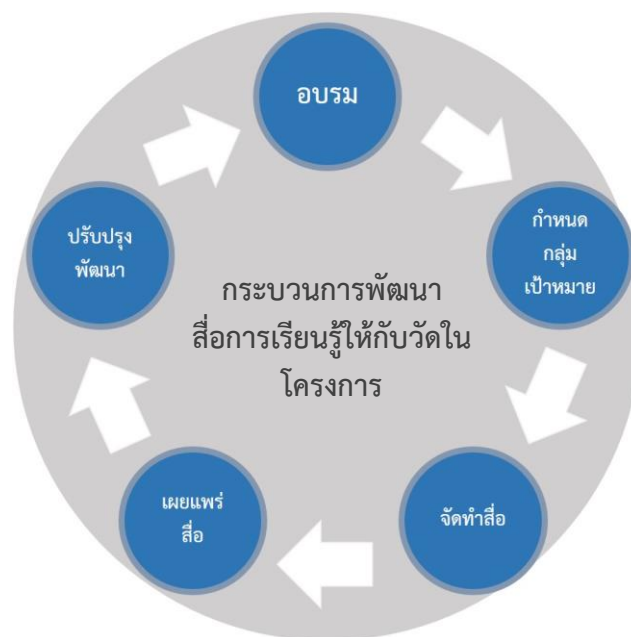 อบรม
กำหนด
กลุ่ม
เป้าหมาย
จัดทำสื่อ
เผยแพร่
สื่อ
ปรับปรุง
พัฒนา
กระบวนการพัฒนา
สื่อการเรียนรู้ให้กับวัดใน
โครงการ